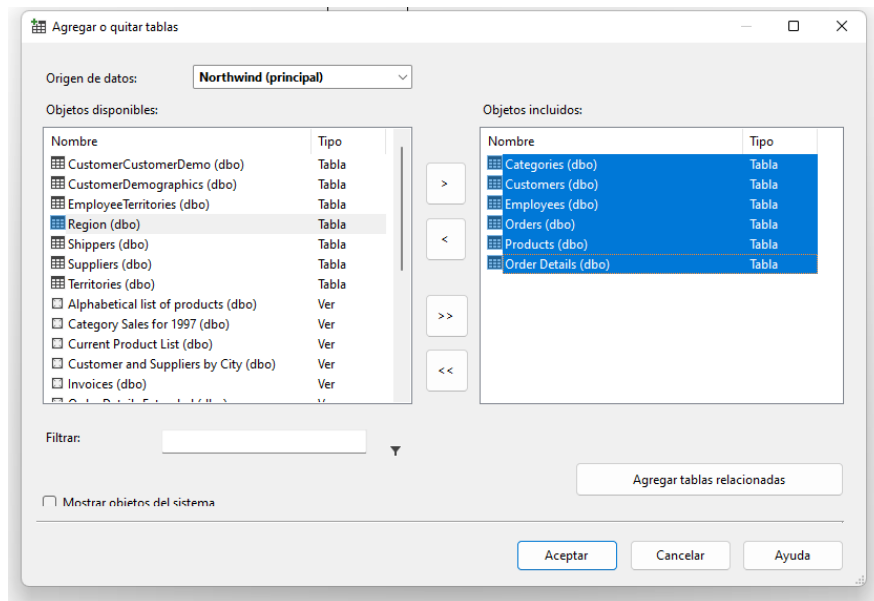 Agregar o quitar tablas
Origen de datos: Northwind (principal)
Objetos disponibles:
Nombre Tipo
CustomerCustomerDemo (dbo) Tabla
CustomerDemographics (dbo) Tabla
EmployeeTerritories (dbo) Tabla
Region (dbo) Tabla
Shippers (dbo) Tabla
Suppliers (dbo) Tabla
Territories (dbo) Tabla
Alphabetical list of products (dbo) Ver
Category Sales for 1997 (dbo) Ver
Current Product List (dbo) Ver
Customer and Suppliers by City (dbo) Ver
Invoices (dbo) Ver
>
<
>>
<<
Objetos incluidos:
Nombre Tipo
Categories (dbo) Tabla
Customers (dbo) Tabla
Employees (dbo) Tabla
Orders (dbo) Tabla
Products (dbo) Tabla
Order Details (dbo) Tabla
Filtrar:
Agregar tablas relacionadas
Mostrar objetos del sistema
Aceptar Cancelar Ayuda